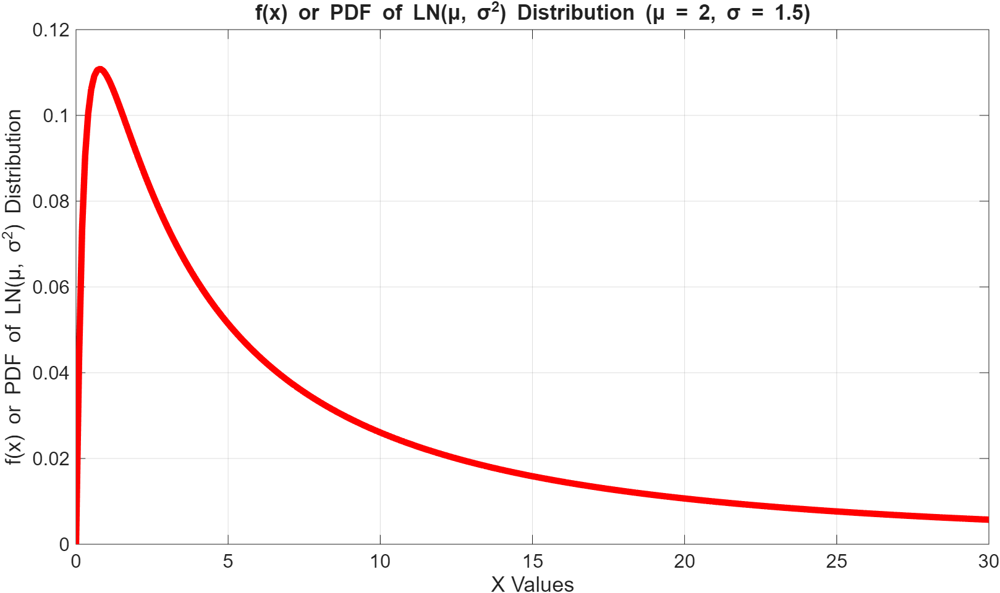 f(x) or PDF of LN(μ, σ²) Distribution (μ = 2, σ = 1.5)
f(x) or PDF of LN(μ, σ²) Distribution
0.12
0.1
0.08
0.06
0.04
0.02
0
0 5 10 15 20 25 30
X Values